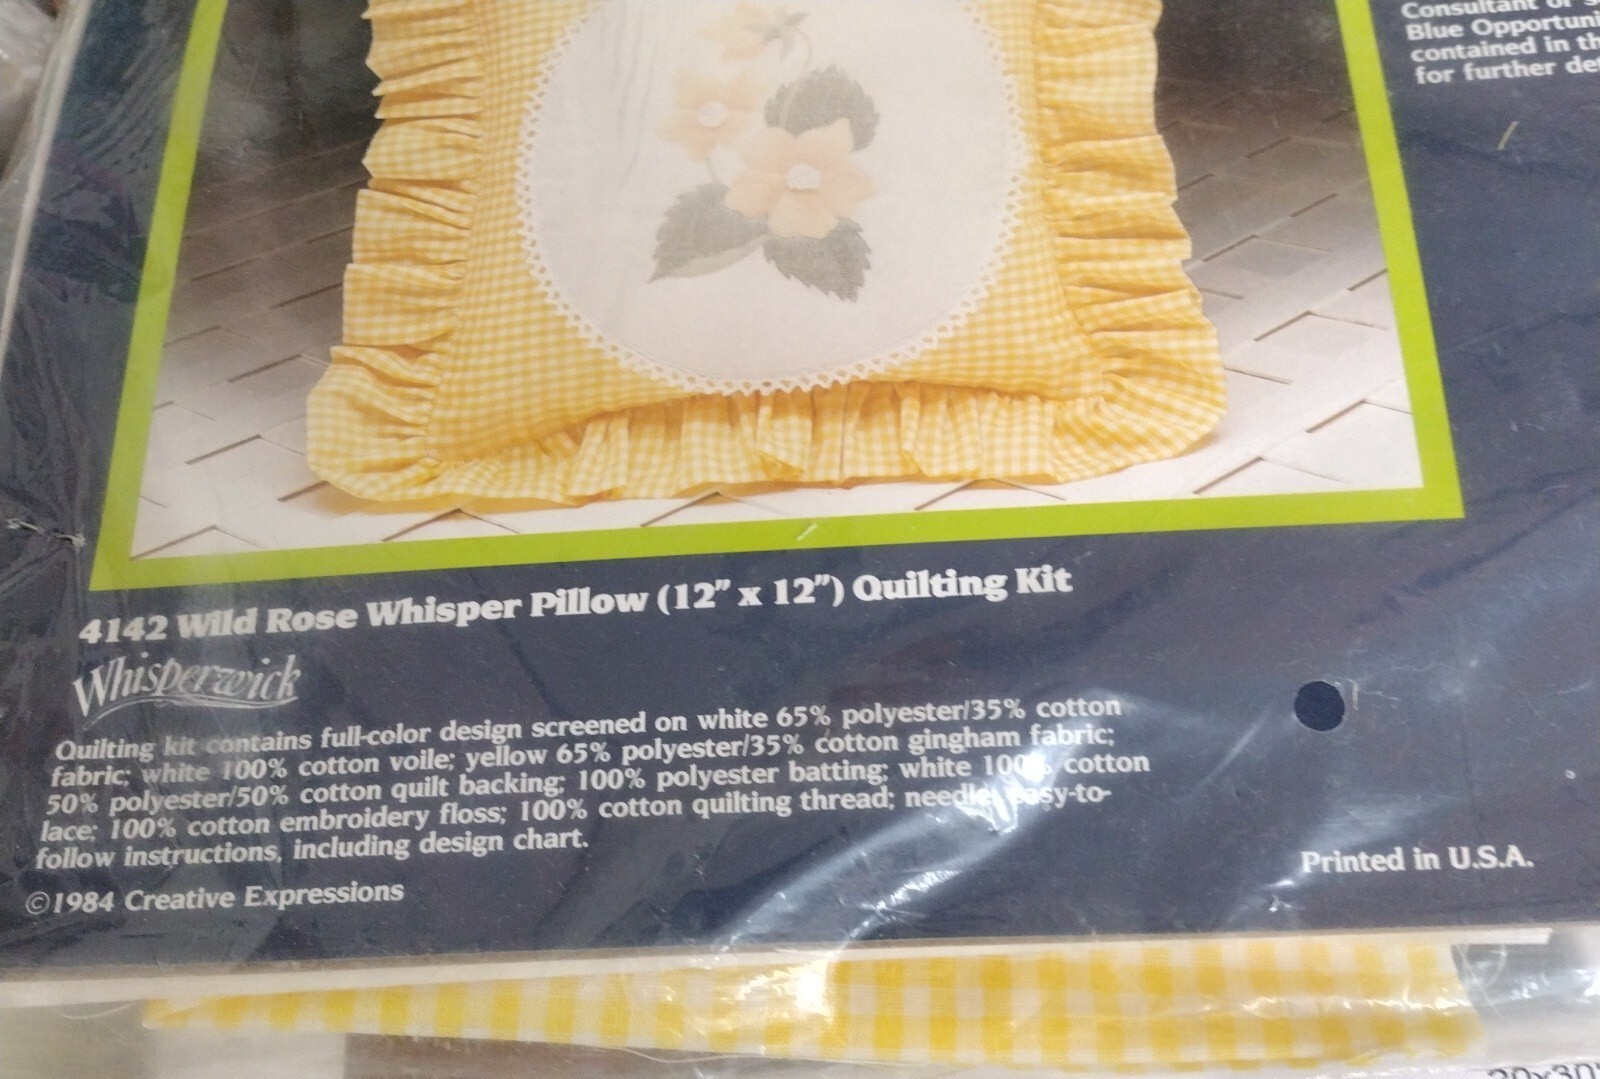 Consultant or
Blue Opportuni
contained in th
for further det
4142 Wild Rose Whisper Pillow (12" x 12") Quilting Kit
Whisperwick
Quilting kit contains full-color design screened on white 65% polyester/35% cotton
fabric; white 100% cotton voile; yellow 65% polyester/35% cotton gingham fabric;
50% polyester/50% cotton quilt backing; 100% polyester batting; white 100% cotton
lace; 100% cotton embroidery floss; 100% cotton quilting thread; needle; easy-to-
follow instructions, including design chart.
©1984 Creative Expressions
Printed in U.S.A.